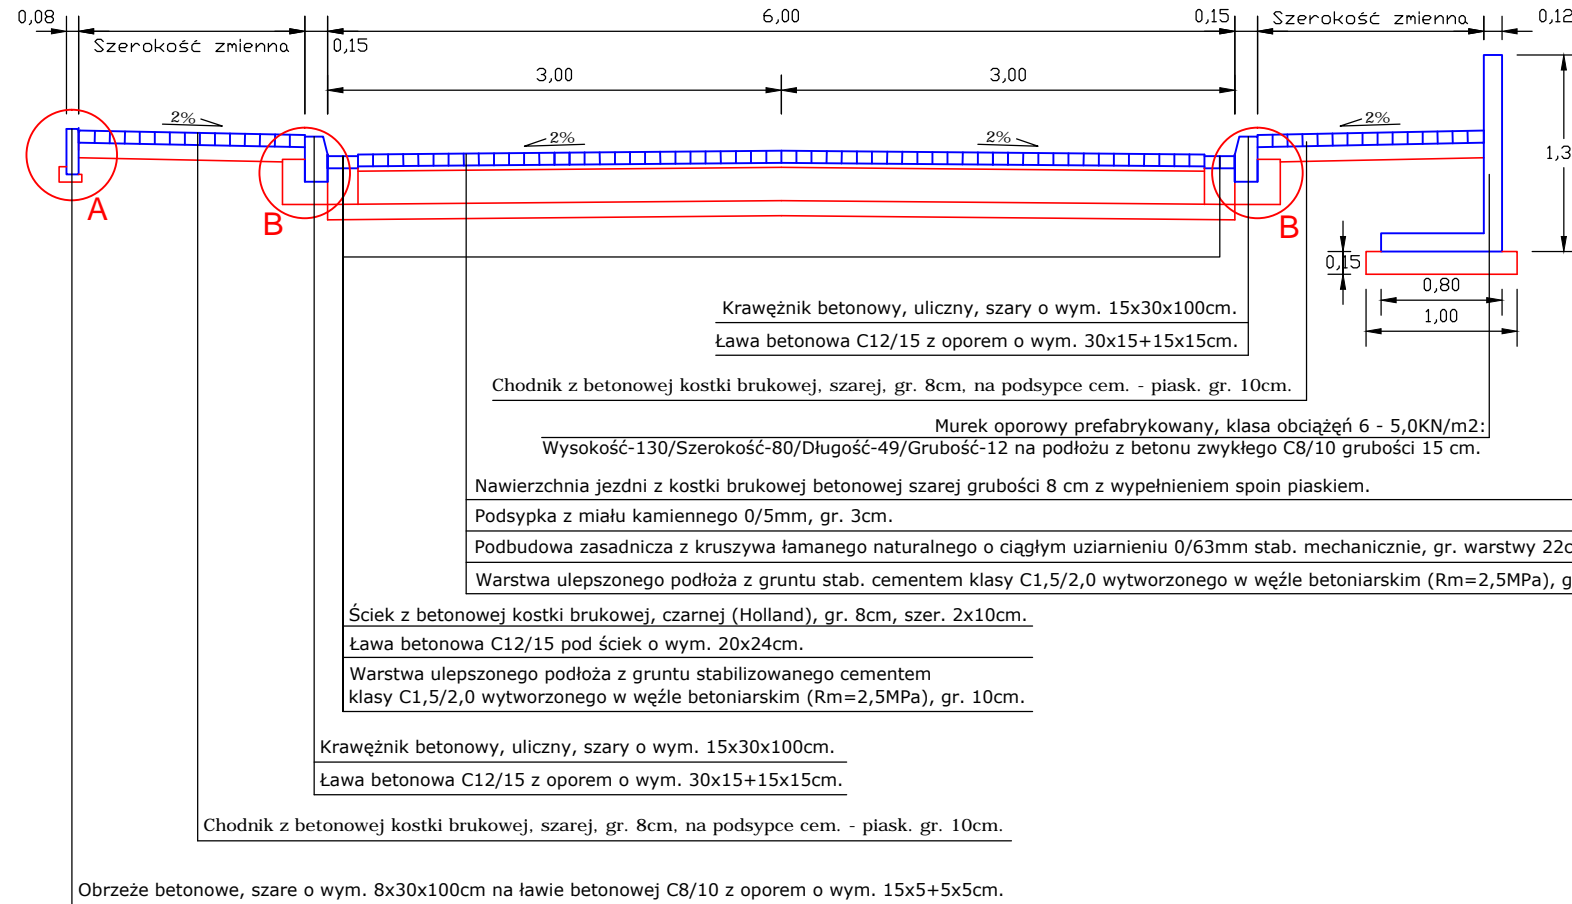 0,08
6,00
0,15
Szerokość zmienna
0,12
Szerokość zmienna
0,15
3,00
3,00
2%
2%
2%
2%
1,3
A
B
B
0,15
0,80
1,00
Krawężnik betonowy, uliczny, szary o wym. 15x30x100cm.
Ława betonowa C12/15 z oporem o wym. 30x15+15x15cm.
Chodnik z betonowej kostki brukowej, szarej, gr. 8cm, na podsypce cem. - piask. gr. 10cm.
Murek oporowy prefabrykowany, klasa obciążeń 6 - 5,0KN/m2:
Wysokość-130/Szerokość-80/Długość-49/Grubość-12 na podłożu z betonu zwykłego C8/10 grubości 15 cm.
Nawierzchnia jezdni z kostki brukowej betonowej szarej grubości 8 cm z wypełnieniem spoin piaskiem.
Podsypka z miału kamiennego 0/5mm, gr. 3cm.
Podbudowa zasadnicza z kruszywa łamanego naturalnego o ciągłym uziarnieniu 0/63mm stab. mechanicznie, gr. warstwy 22c
Warstwa ulepszonego podłoża z gruntu stab. cementem klasy C1,5/2,0 wytworzonego w węźle betoniarskim (Rm=2,5MPa), g
Ściek z betonowej kostki brukowej, czarnej (Holland), gr. 8cm, szer. 2x10cm.
Ława betonowa C12/15 pod ściek o wym. 20x24cm.
Warstwa ulepszonego podłoża z gruntu stabilizowanego cementem
klasy C1,5/2,0 wytworzonego w węźle betoniarskim (Rm=2,5MPa), gr. 10cm.
Krawężnik betonowy, uliczny, szary o wym. 15x30x100cm.
Ława betonowa C12/15 z oporem o wym. 30x15+15x15cm.
Chodnik z betonowej kostki brukowej, szarej, gr. 8cm, na podsypce cem. - piask. gr. 10cm.
Obrzeże betonowe, szare o wym. 8x30x100cm na ławie betonowej C8/10 z oporem o wym. 15x5+5x5cm.